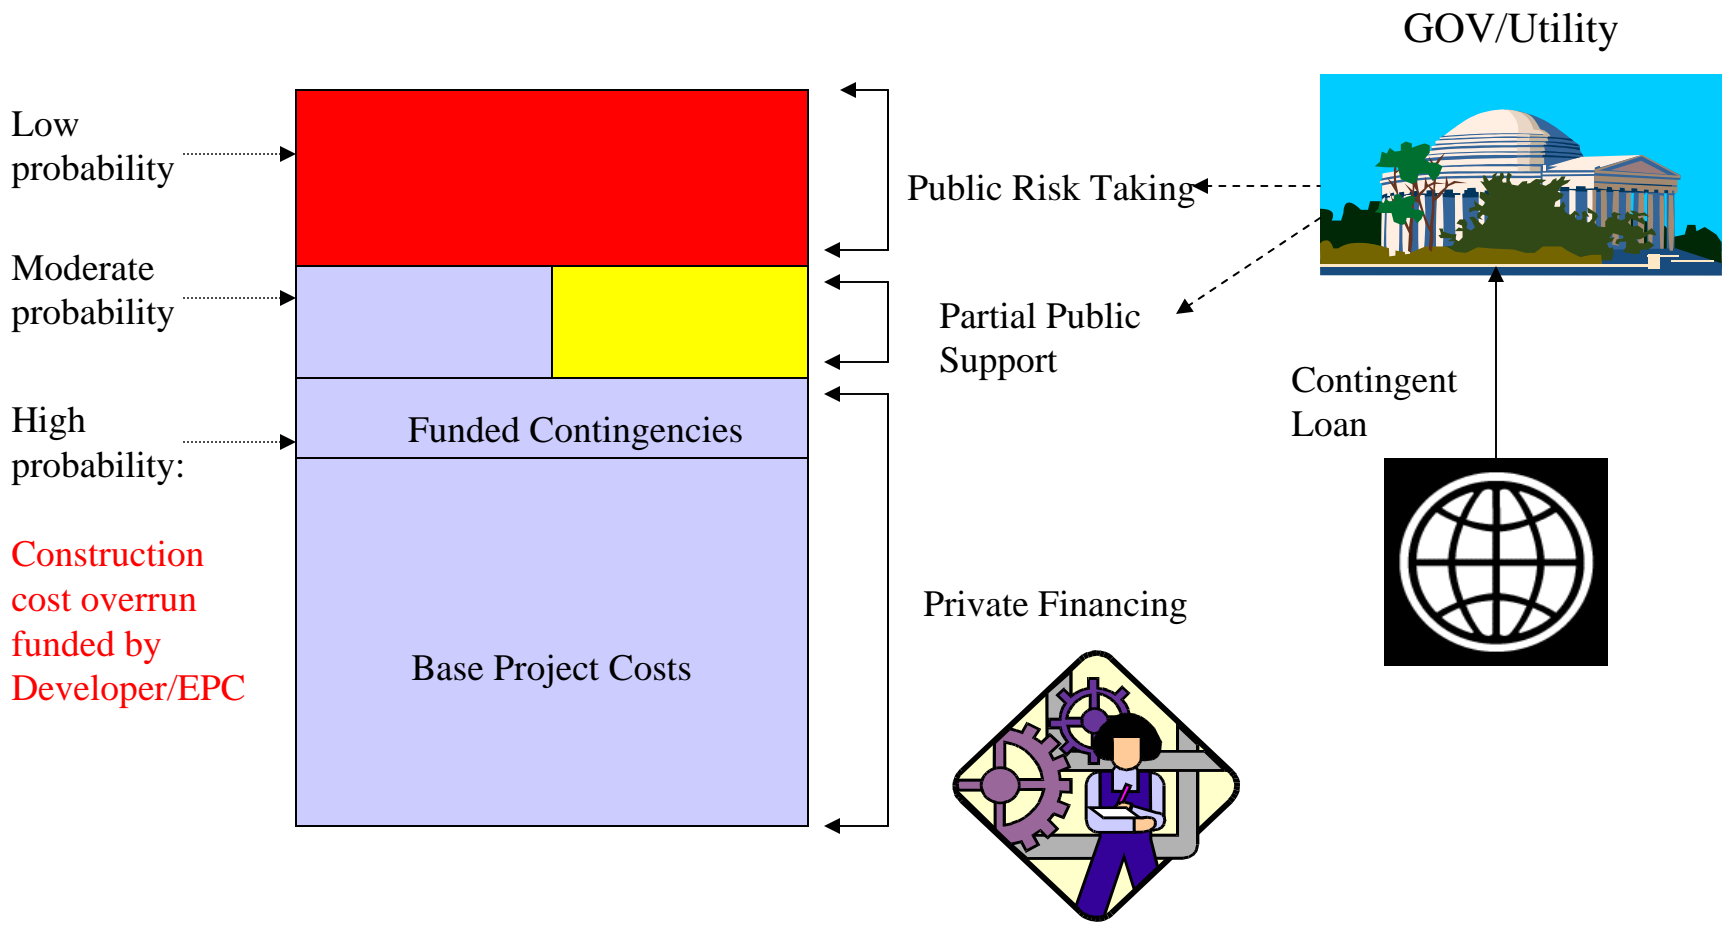 GOV/Utility
Low
probability
Public Risk Taking
Moderate
probability
Partial Public
Support
Contingent
Loan
High
probability:
Funded Contingencies
Construction
cost overrun
funded by
Developer/EPC
Private Financing
Base Project Costs